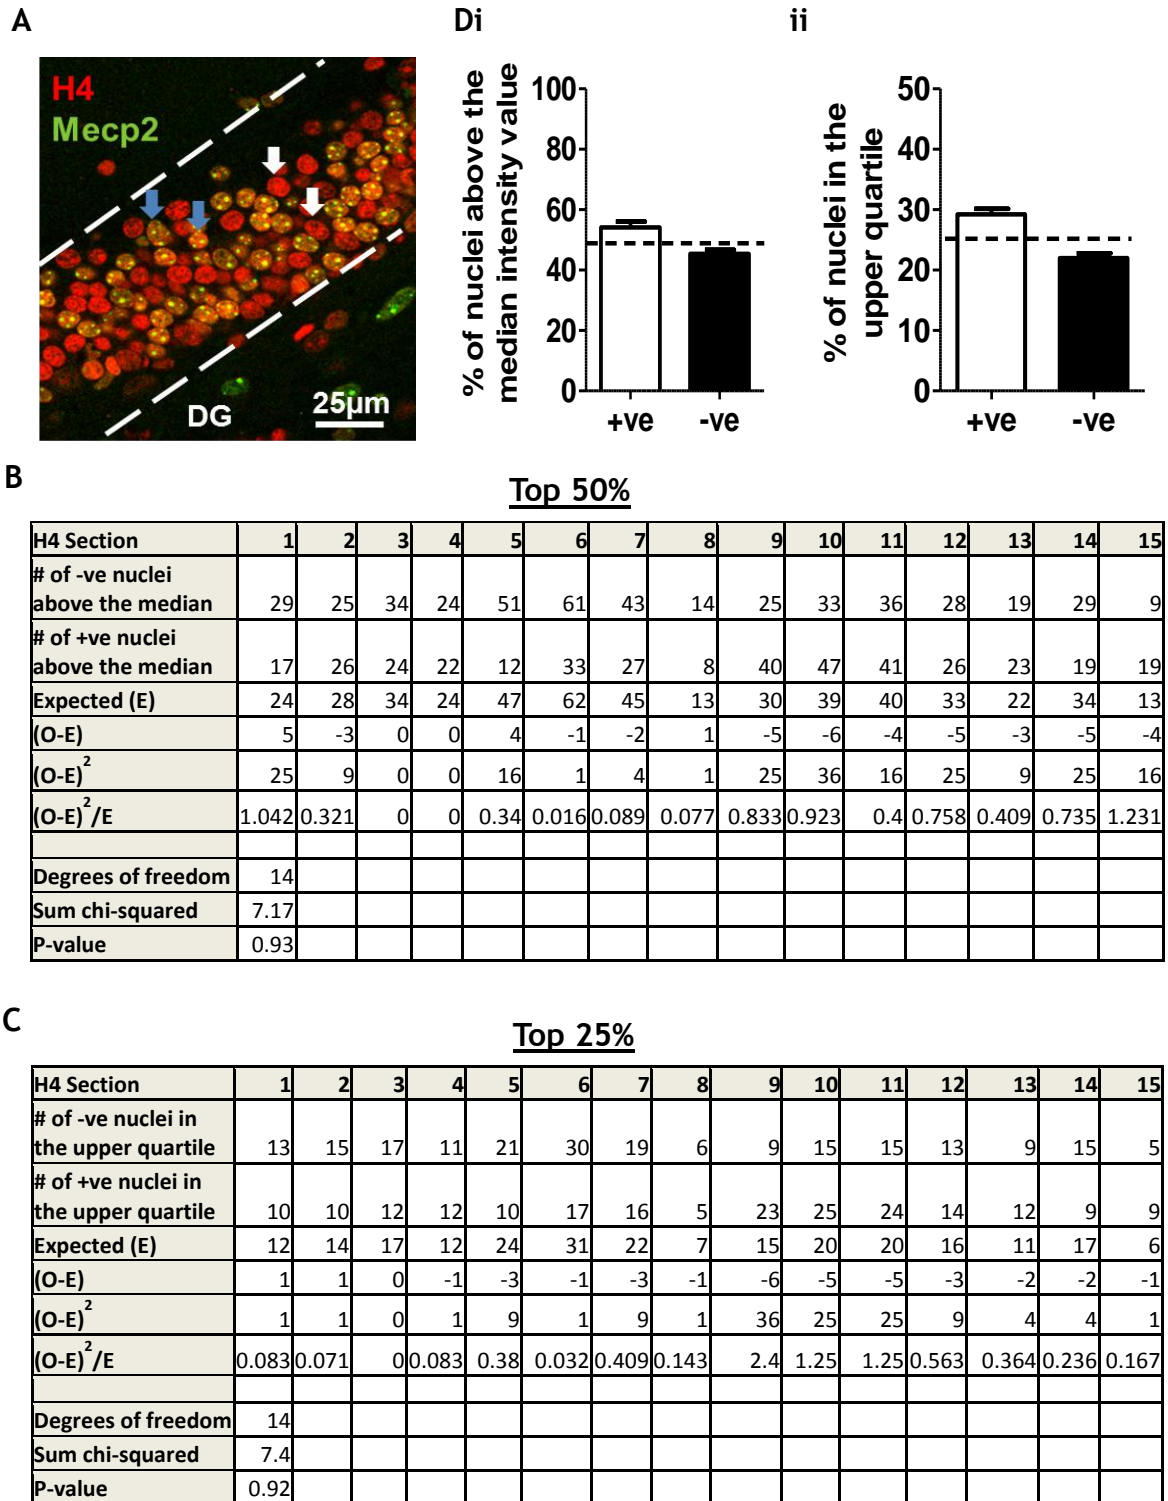 A
Di
ii
H4
Mecp2
DG
25µm
% of nuclei above the
median intensity value
100
80
60
40
20
0
+ve -ve
% of nuclei in the
upper quartile
50
40
30
20
10
0
+ve -ve
B
Top 50%
H4 Section 1 2 3 4 5 6 7 8 9 10 11 12 13 14 15
# of -ve nuclei
above the median 29 25 34 24 51 61 43 14 25 33 36 28 19 29 9
# of +ve nuclei
above the median 17 26 24 22 12 33 27 8 40 47 41 26 23 19 19
Expected (E) 24 28 34 24 47 62 45 13 30 39 40 33 22 34 13
(O-E) 5 -3 0 0 4 -1 -2 1 -5 -6 -4 -5 -3 -5 -4
(O-E)² 25 9 0 0 16 1 4 1 25 36 16 25 9 25 16
(O-E)²/E 1.042 0.321 0 0 0.34 0.016 0.089 0.077 0.833 0.923 0.4 0.758 0.409 0.735 1.231
Degrees of freedom 14
Sum chi-squared 7.17
P-value 0.93
C
Top 25%
H4 Section 1 2 3 4 5 6 7 8 9 10 11 12 13 14 15
# of -ve nuclei in
the upper quartile 13 15 17 11 21 30 19 6 9 15 15 13 9 15 5
# of +ve nuclei in
the upper quartile 10 10 12 12 10 17 16 5 23 25 24 14 12 9 9
Expected (E) 12 14 17 12 24 31 22 7 15 20 20 16 11 17 6
(O-E) 1 1 0 -1 -3 -1 -3 -1 -6 -5 -5 -3 -2 -2 -1
(O-E)² 1 1 0 1 9 1 9 1 36 25 25 9 4 4 1
(O-E)²/E 0.083 0.071 0 0.083 0.38 0.032 0.409 0.143 2.4 1.25 1.25 0.563 0.364 0.236 0.167
Degrees of freedom 14
Sum chi-squared 7.4
P-value 0.92